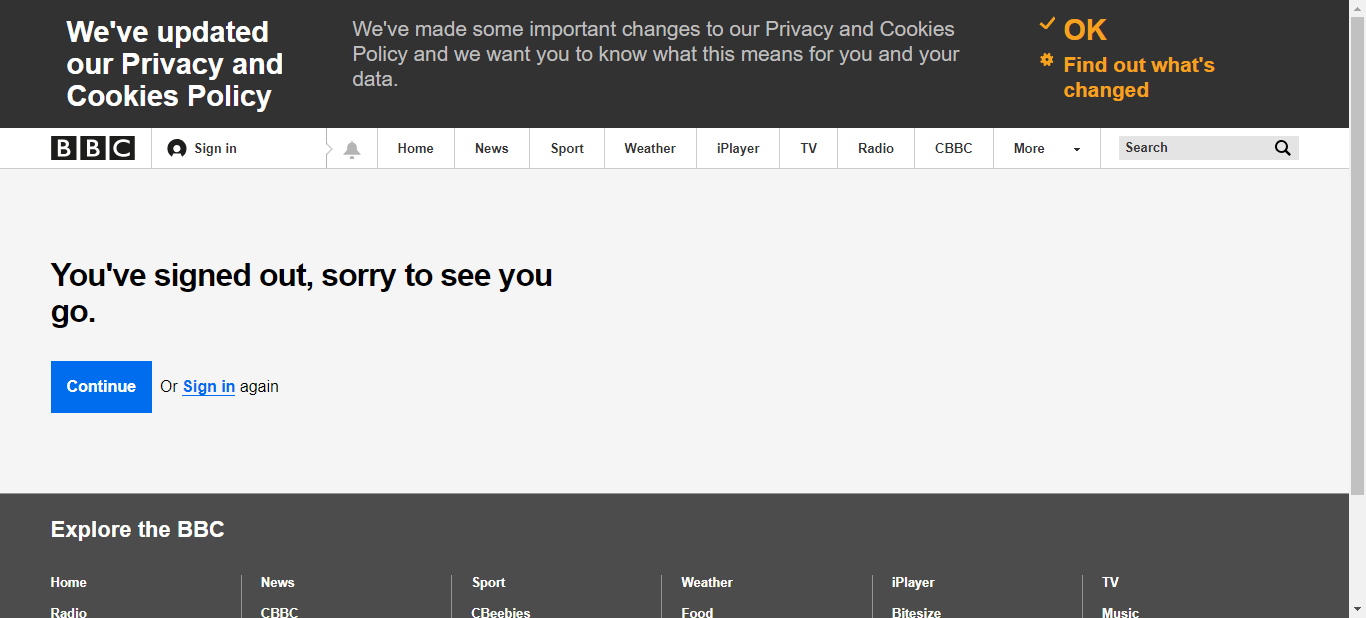 We've updated
our Privacy and
Cookies Policy
We've made some important changes to our Privacy and Cookies
Policy and we want you to know what this means for you and your
data.
OK
Find out what's
changed
BBC
Sign in
Home
News
Sport
Weather
iPlayer
TV
Radio
CBBC
More
Search
You've signed out, sorry to see you
go.
Continue
Or Sign in again
Explore the BBC
Home
News
Sport
Weather
iPlayer
TV
Radio
CBBC
CBeebies
Food
Bitesize
Music